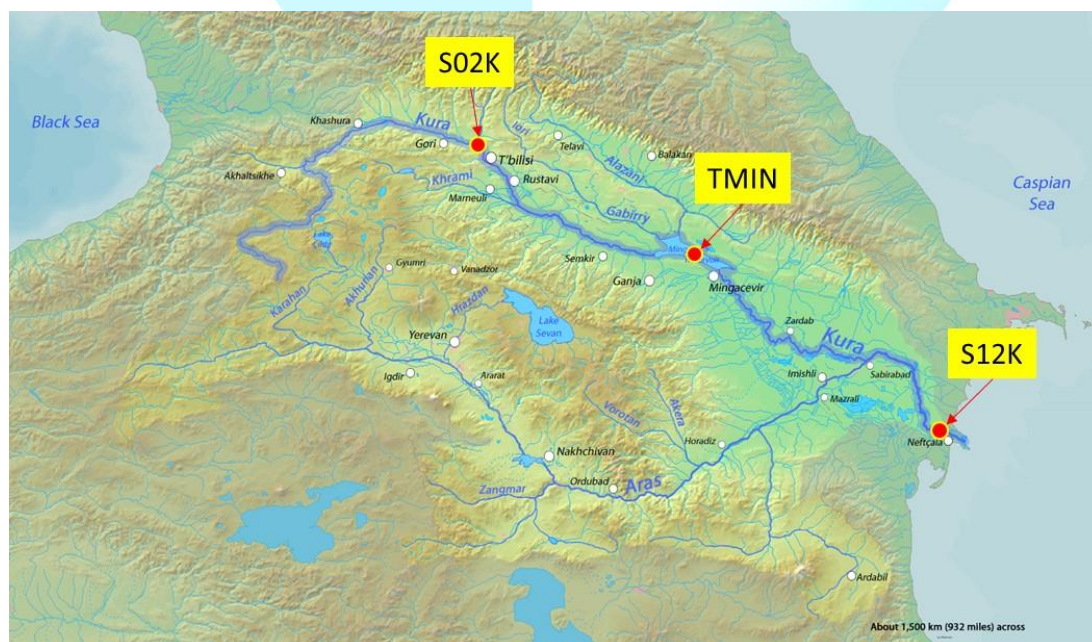 S02K
Black Sea
Khashura
Kura
Gori
T'bilisi
Iori
Telavi
Alazani
Balakan
TMIN
Caspian
Sea
Akhaltsikhe
Khrami
Rustavi
Marneuli
Gabirry
Semkir
Ganja
Mingaçevir
Gyumri
Vanadzor
Karahan
Akhurian
Hrazdan
Lake
Sevan
Yerevan
Zardab
Kura
S12K
Igdir
Ararat
Imishli
Sabirabad
Mazrali
Vorotan
Akera
Neftçala
Horadiz
Nakhchivan
Zangmar
Ordubad
Aras
Ardabil
About 1,500 km (932 miles) across